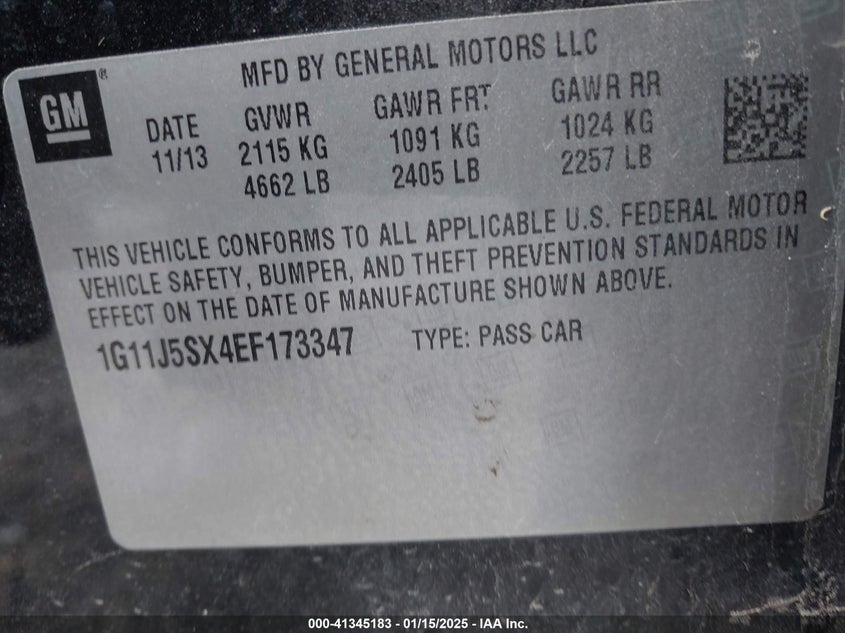 GM®
MFD BY GENERAL MOTORS LLC
DATE GVWR GAWR FRT GAWR RR
11/13 2115 KG 1091 KG 1024 KG
4662 LB 2405 LB 2257 LB
THIS VEHICLE CONFORMS TO ALL APPLICABLE U.S. FEDERAL MOTOR
VEHICLE SAFETY, BUMPER, AND THEFT PREVENTION STANDARDS IN
EFFECT ON THE DATE OF MANUFACTURE SHOWN ABOVE.
1G11J5SX4EF173347 TYPE: PASS CAR
000-41345183 - 01/15/2025 - IAA Inc.